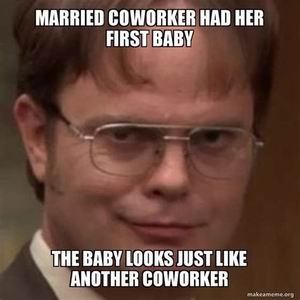 MARRIED COWORKER HAD HER
FIRST BABY
THE BABY LOOKS JUST LIKE
ANOTHER COWORKER
makeameme.org